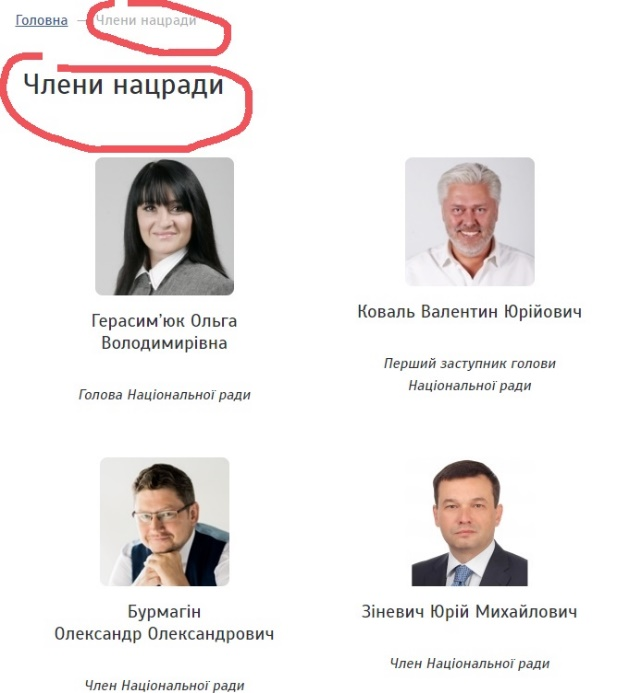 Головна — Члени нацради
Члени нацради
Герасим'юк Ольга
Володимирівна
Голова Національної ради
Коваль Валентин Юрійович
Перший заступник голови
Національної ради
Бурмагін
Олександр Олександрович
Член Національної ради
Зіневич Юрій Михайлович
Член Національної ради